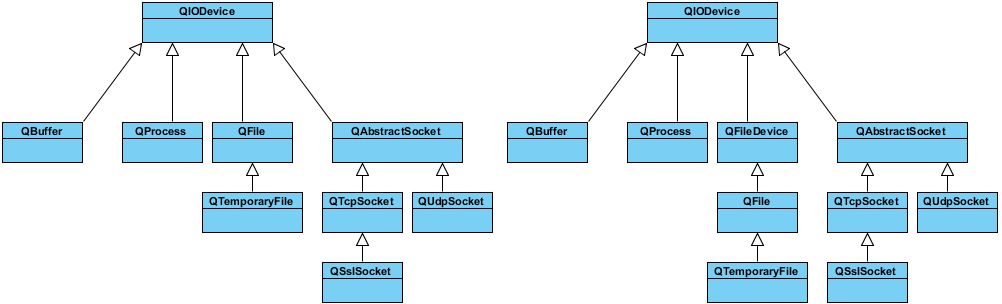 QIODevice
QBuffer
QProcess
QFile
QAbstractSocket
QTemporaryFile
QTcpSocket
QUdpSocket
QSslSocket
QIODevice
QBuffer
QProcess
QFileDevice
QAbstractSocket
QFile
QTcpSocket
QUdpSocket
QTemporaryFile
QSslSocket